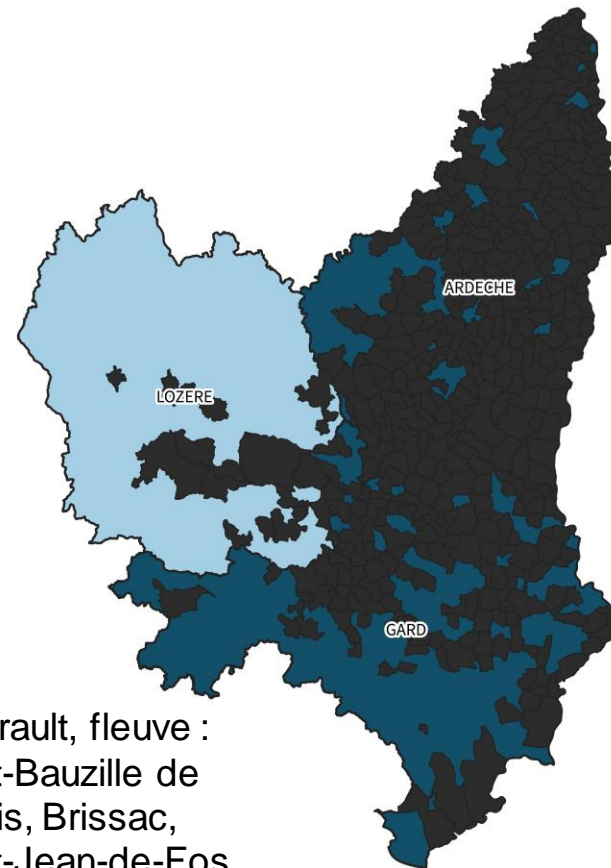 ARDECHE
LOZERE
GARD
rault, fleuve :
t-Bauzille de
is, Brissac,
t-Jean-de-Fos